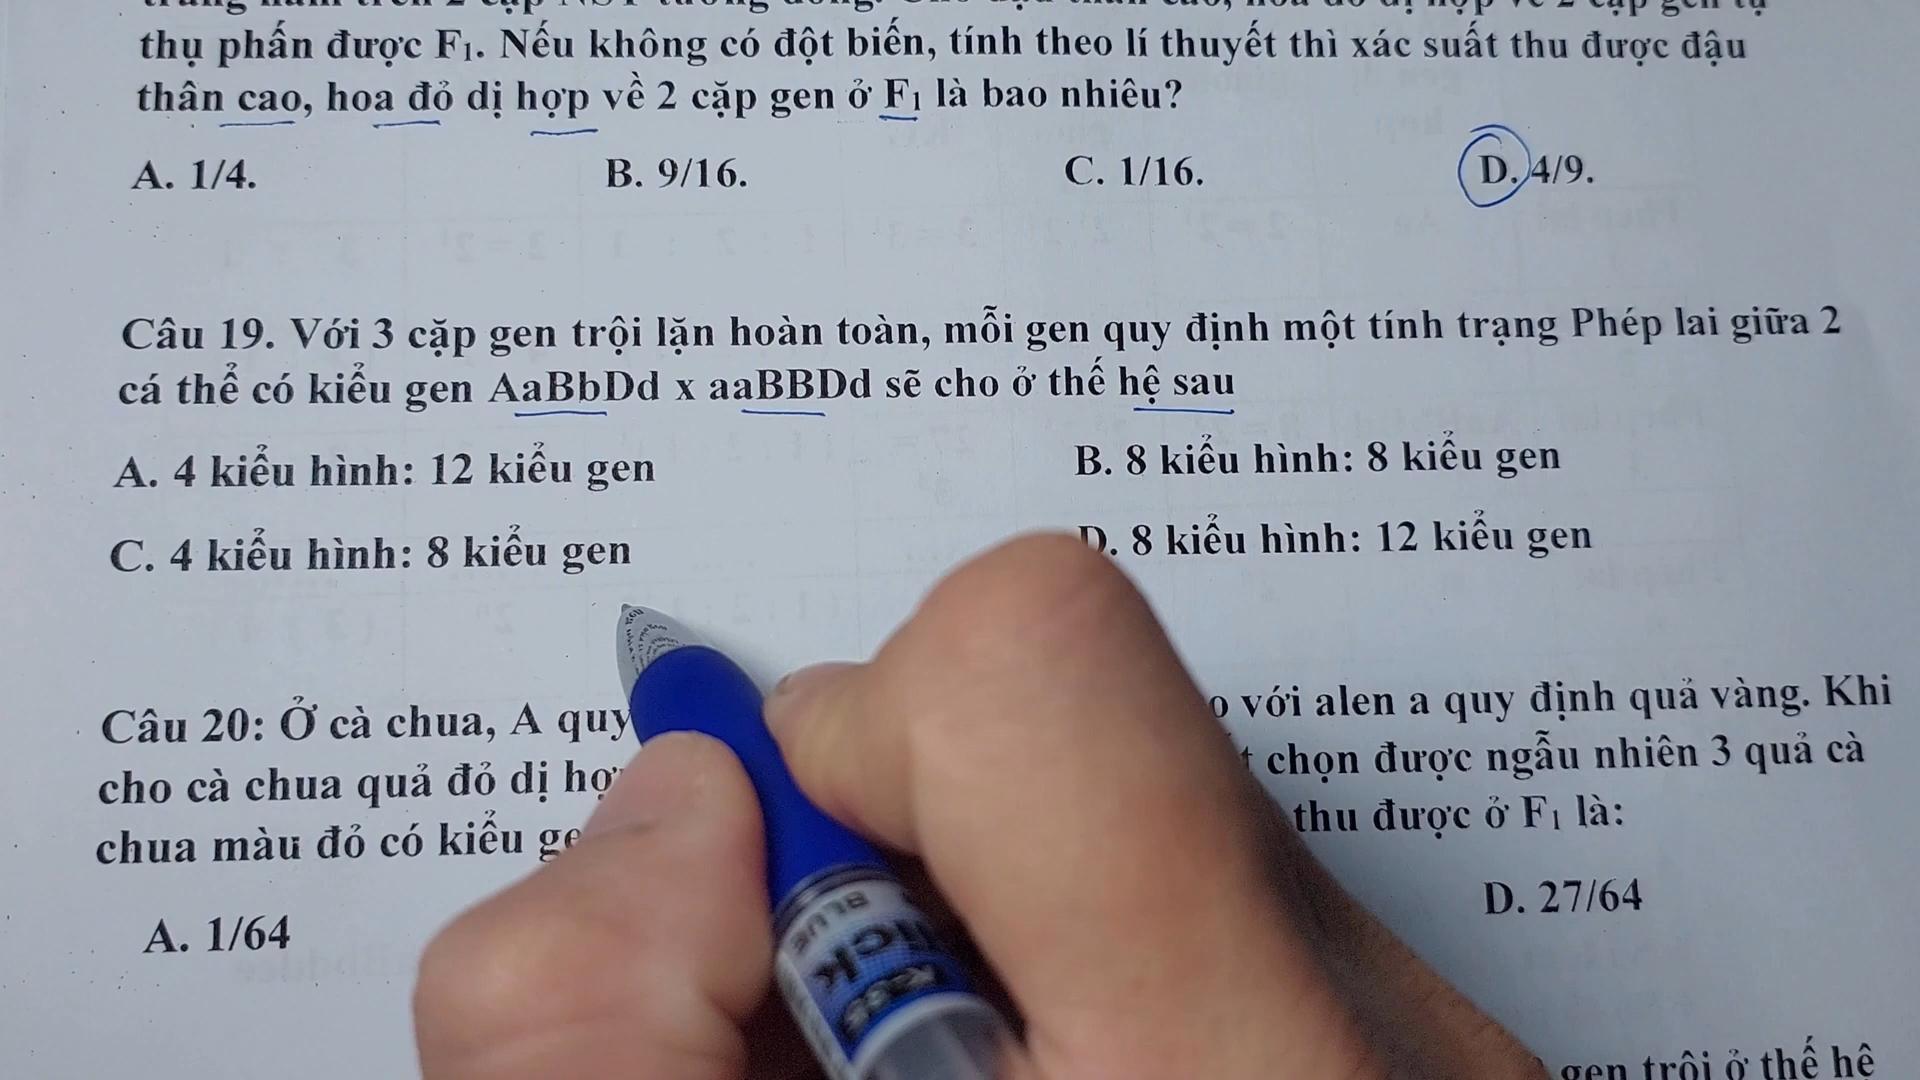 thụ phấn được F1. Nếu không có đột biến, tính theo lí thuyết thì xác suất thu được đậu
thân cao, hoa đỏ dị hợp về 2 cặp gen ở F1 là bao nhiêu?
A. 1/4. B. 9/16. C. 1/16. D. 4/9.
Câu 19. Với 3 cặp gen trội lặn hoàn toàn, mỗi gen quy định một tính trạng Phép lai giữa 2
cá thể có kiểu gen AaBbDd x aaBBDd sẽ cho ở thế hệ sau
A. 4 kiểu hình: 12 kiểu gen B. 8 kiểu hình: 8 kiểu gen
C. 4 kiểu hình: 8 kiểu gen D. 8 kiểu hình: 12 kiểu gen
Câu 20: Ở cà chua, A quy với alen a quy định quả vàng. Khi
cho cà chua quả đỏ dị chọn được ngẫu nhiên 3 quả cà
chua màu đỏ có kiểu thu được ở F1 là:
A. 1/64 D. 27/64
BLUE
gen trội ở thế hệ